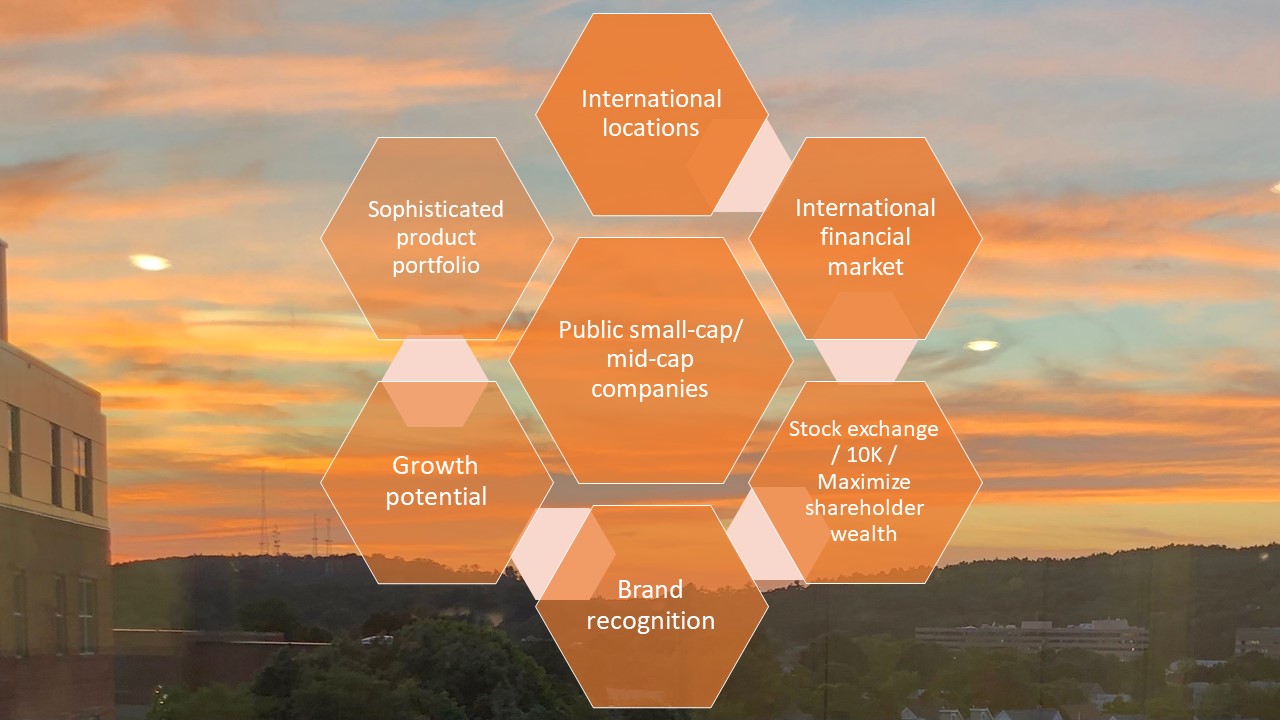 International
locations
International
financial
market
Stock exchange
/ 10K /
Maximize
shareholder
wealth
Brand
recognition
Growth
potential
Sophisticated
product
portfolio
Public small-cap/
mid-cap
companies